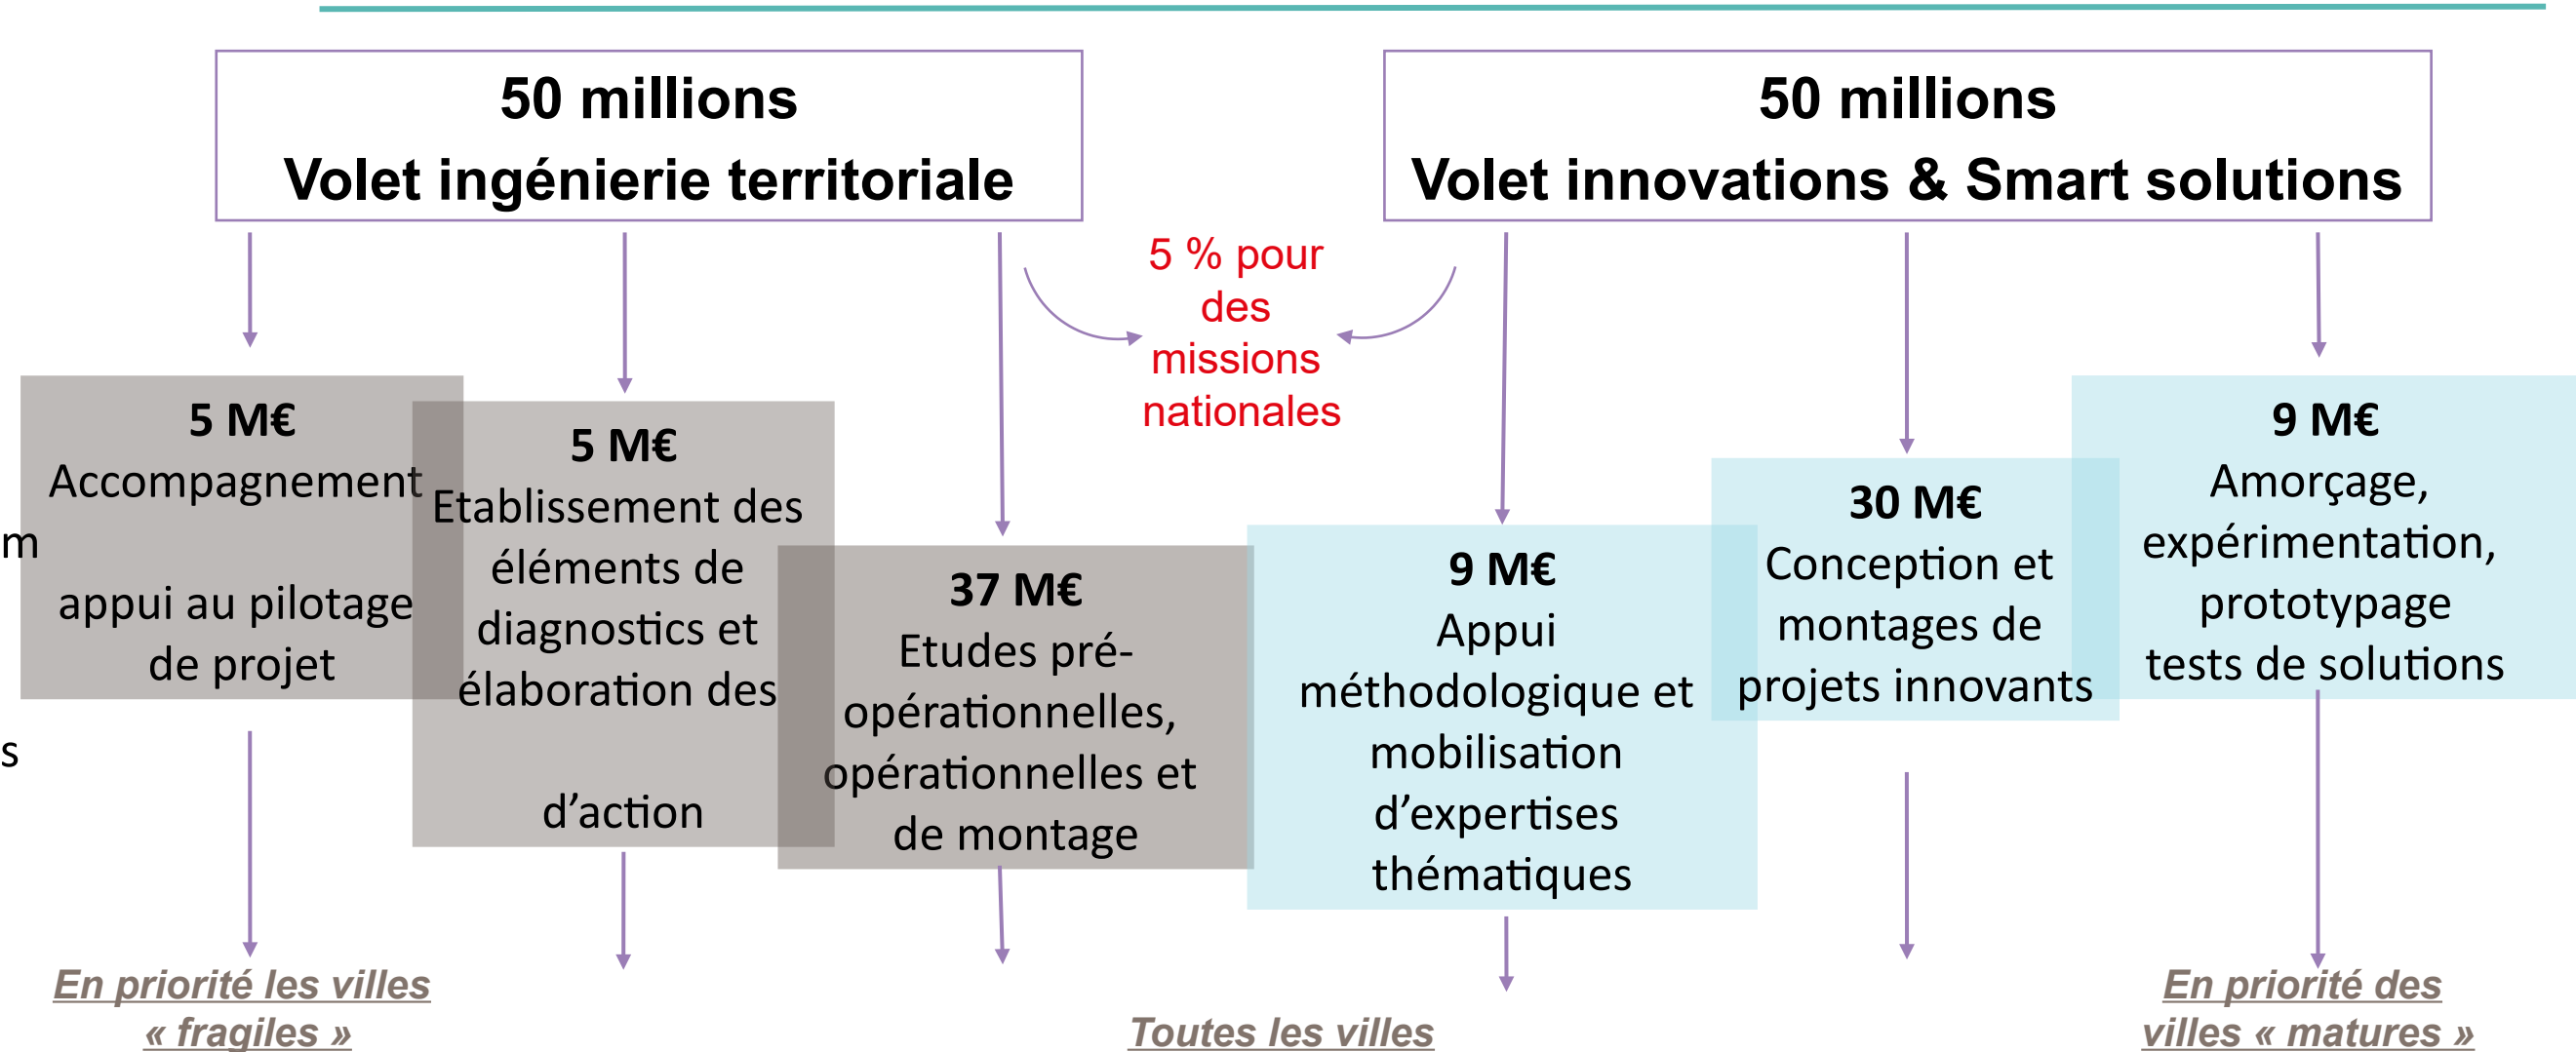 50 millions
Volet ingénierie territoriale
50 millions
Volet innovations & Smart solutions
5 % pour
des
missions
nationales
5 M€
Accompagnement
m
appui au pilotage
de projet
s
5 M€
Etablissement des
éléments de
diagnostics et
élaboration des
d’action
37 M€
Etudes pré-
opérationnelles,
opérationnelles et
de montage
9 M€
Appui
méthodologique et
mobilisation
d’expertises
thématiques
30 M€
Conception et
montages de
projets innovants
9 M€
Amorçage,
expérimentation,
prototypage
tests de solutions
En priorité les villes
« fragiles »
Toutes les villes
En priorité des
villes « matures »